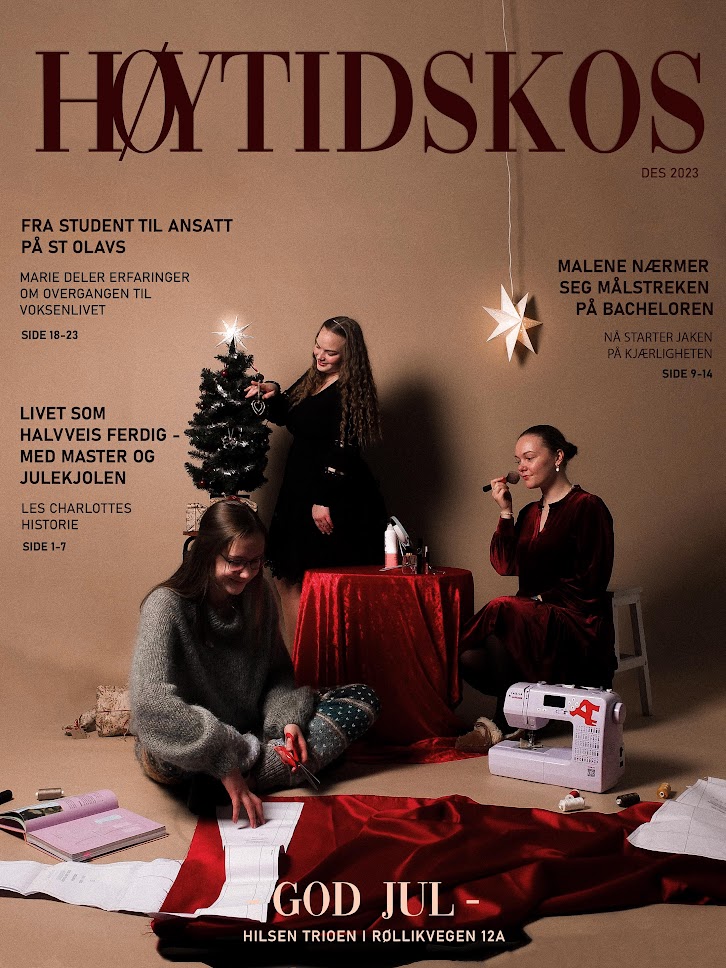 HØYTIDSKOS
DES 2023
FRA STUDENT TIL ANSATT
PÅ ST OLAVS
MARIE DELER ERFARINGER
OM OVERGANGEN TIL
VOKSENLIVET
SIDE 18-23
MALENE NÆRMER
SEG MÅLSTREKEN
PÅ BACHELOREN
NÅ STARTER JAKEN
PÅ KJÆRLIGHETEN
SIDE 9-14
LIVET SOM
HALVVEIS FERDIG -
MED MASTER OG
JULEKJOLEN
LES CHARLOTTES
HISTORIE
SIDE 1-7
- GOD JUL -
HILSEN TRIOEN I RØLLIKVEGEN 12A